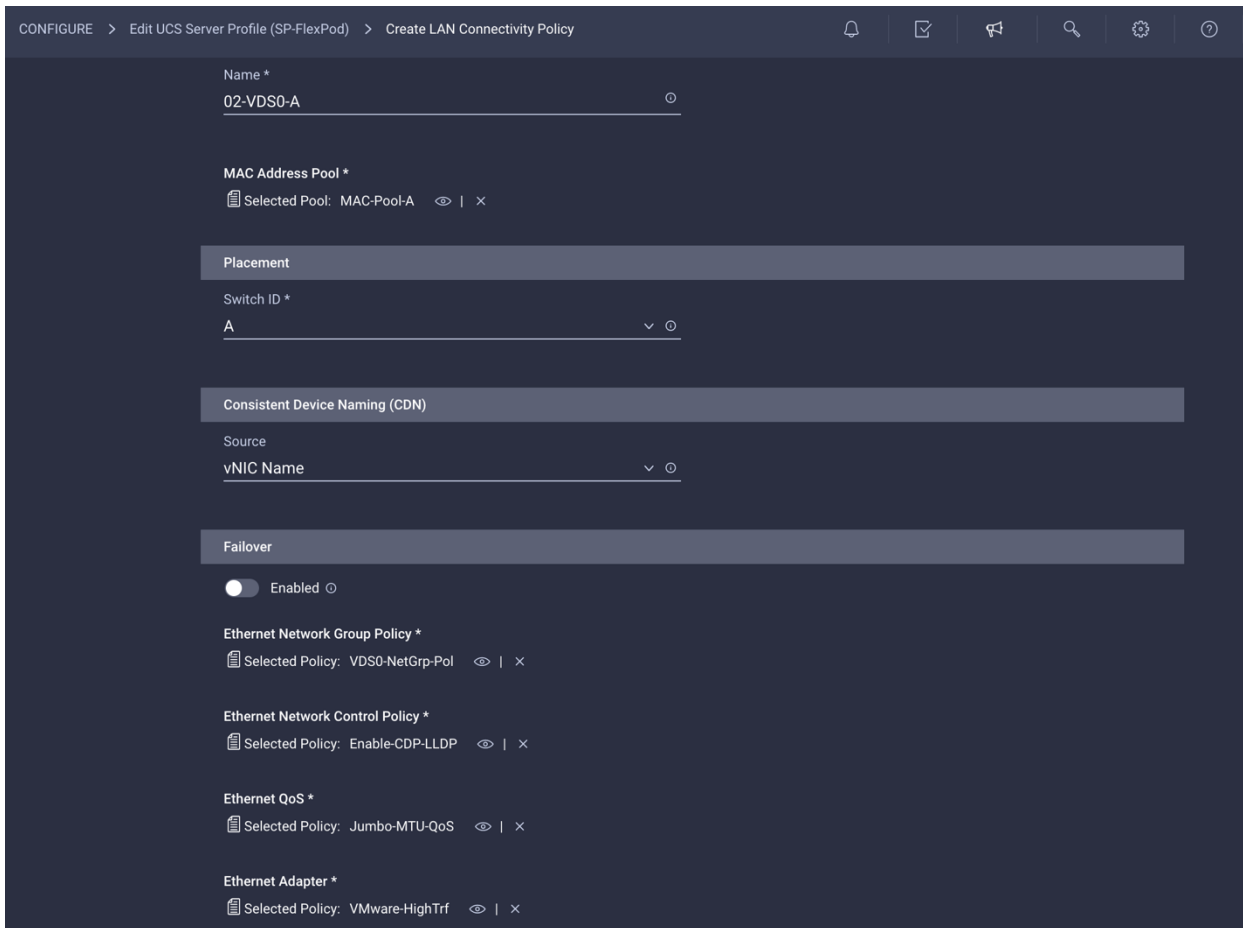 CONFIGURE > Edit UCS Server Profile (SP-FlexPod) > Create LAN Connectivity Policy
Name *
02-VDS0-A
MAC Address Pool *
Selected Pool: MAC-Pool-A | ×
Placement
Switch ID *
A
Consistent Device Naming (CDN)
Source
vNIC Name
Failover
Enabled
Ethernet Network Group Policy *
Selected Policy: VDS0-NetGrp-Pol | ×
Ethernet Network Control Policy *
Selected Policy: Enable-CDP-LLDP | ×
Ethernet QoS *
Selected Policy: Jumbo-MTU-QoS | ×
Ethernet Adapter *
Selected Policy: VMware-HighTrf | ×